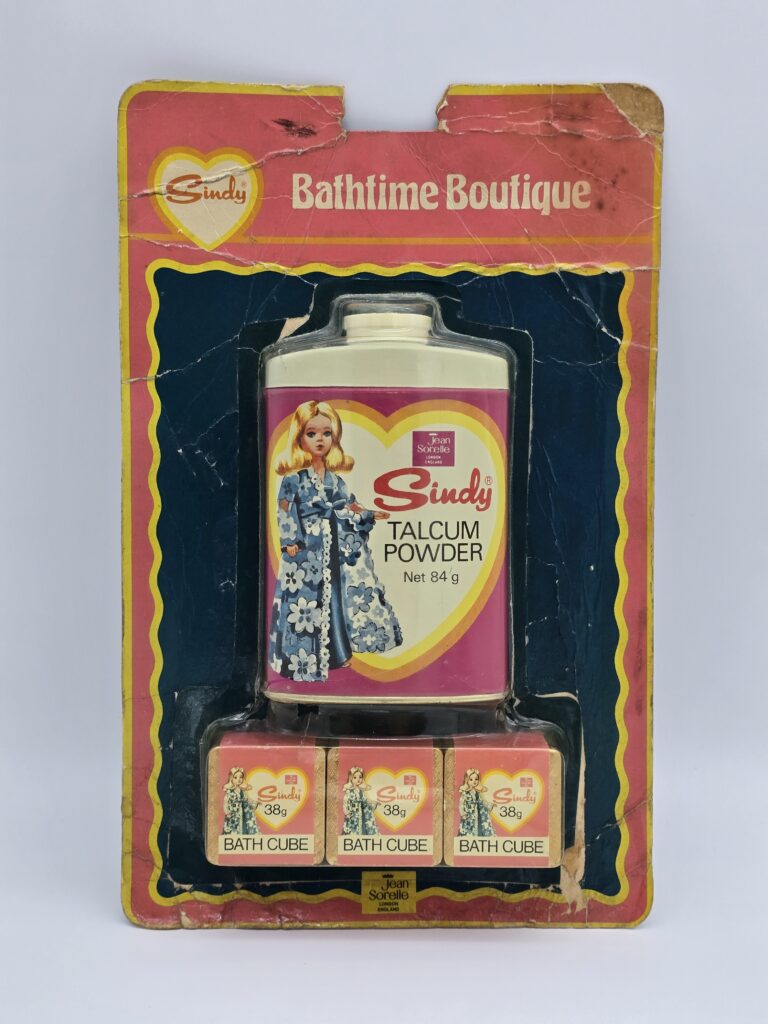 Sindy®
Bathtime Boutique
Jean
Sorelle
LONDON
ENGLAND
Sindy®
TALCUM
POWDER
Net 84 g
Sindy
38g
BATH CUBE
Sindy
38g
BATH CUBE
Sindy
38g
BATH CUBE
Jean
Sorelle
LONDON
ENGLAND